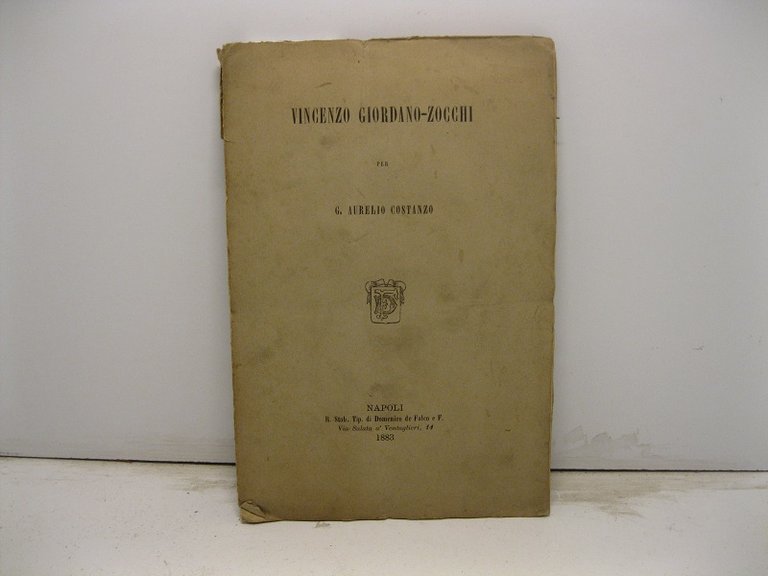 VINCENZO GIORDANO-ZOCCHI
PER
G. AURELIO COSTANZO
NAPOLI
R. Stab. Tip. di Domenico de Falco e F.
Via Salata a' Ventaglieri, 14
1883